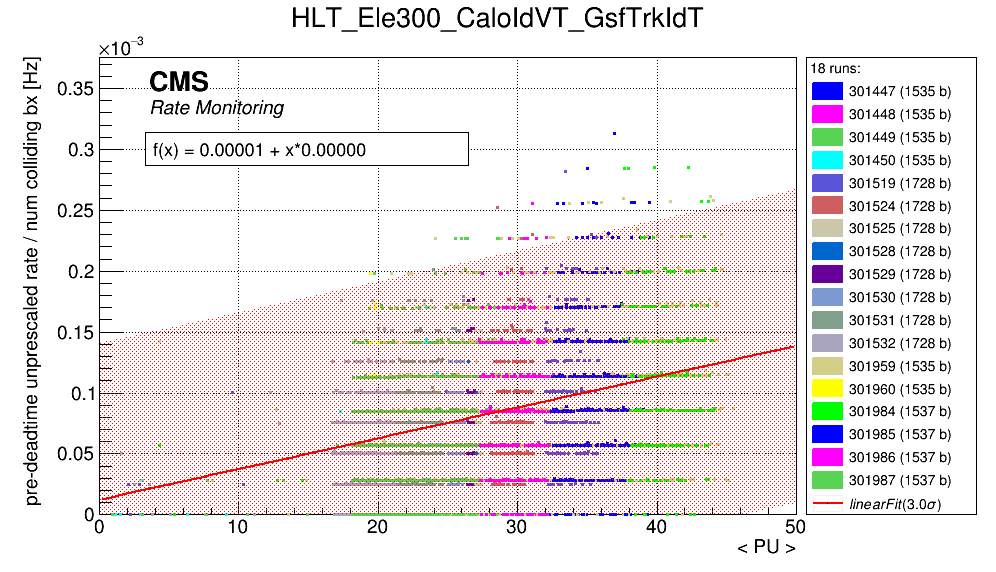 HLT_Ele300_CaloIdVT_GsfTrkIdT
×10⁻³
pre-deadtime unprescaled rate / num colliding bx [Hz]
0.35
0.3
0.25
0.2
0.15
0.1
0.05
0
CMS
Rate Monitoring
f(x) = 0.00001 + x*0.00000
0 10 20 30 40 50
< PU >
18 runs:
301447 (1535 b)
301448 (1535 b)
301449 (1535 b)
301450 (1535 b)
301519 (1728 b)
301524 (1728 b)
301525 (1728 b)
301528 (1728 b)
301529 (1728 b)
301530 (1728 b)
301531 (1728 b)
301532 (1728 b)
301959 (1535 b)
301960 (1535 b)
301984 (1537 b)
301985 (1537 b)
301986 (1537 b)
301987 (1537 b)
linearFit(3.0σ)